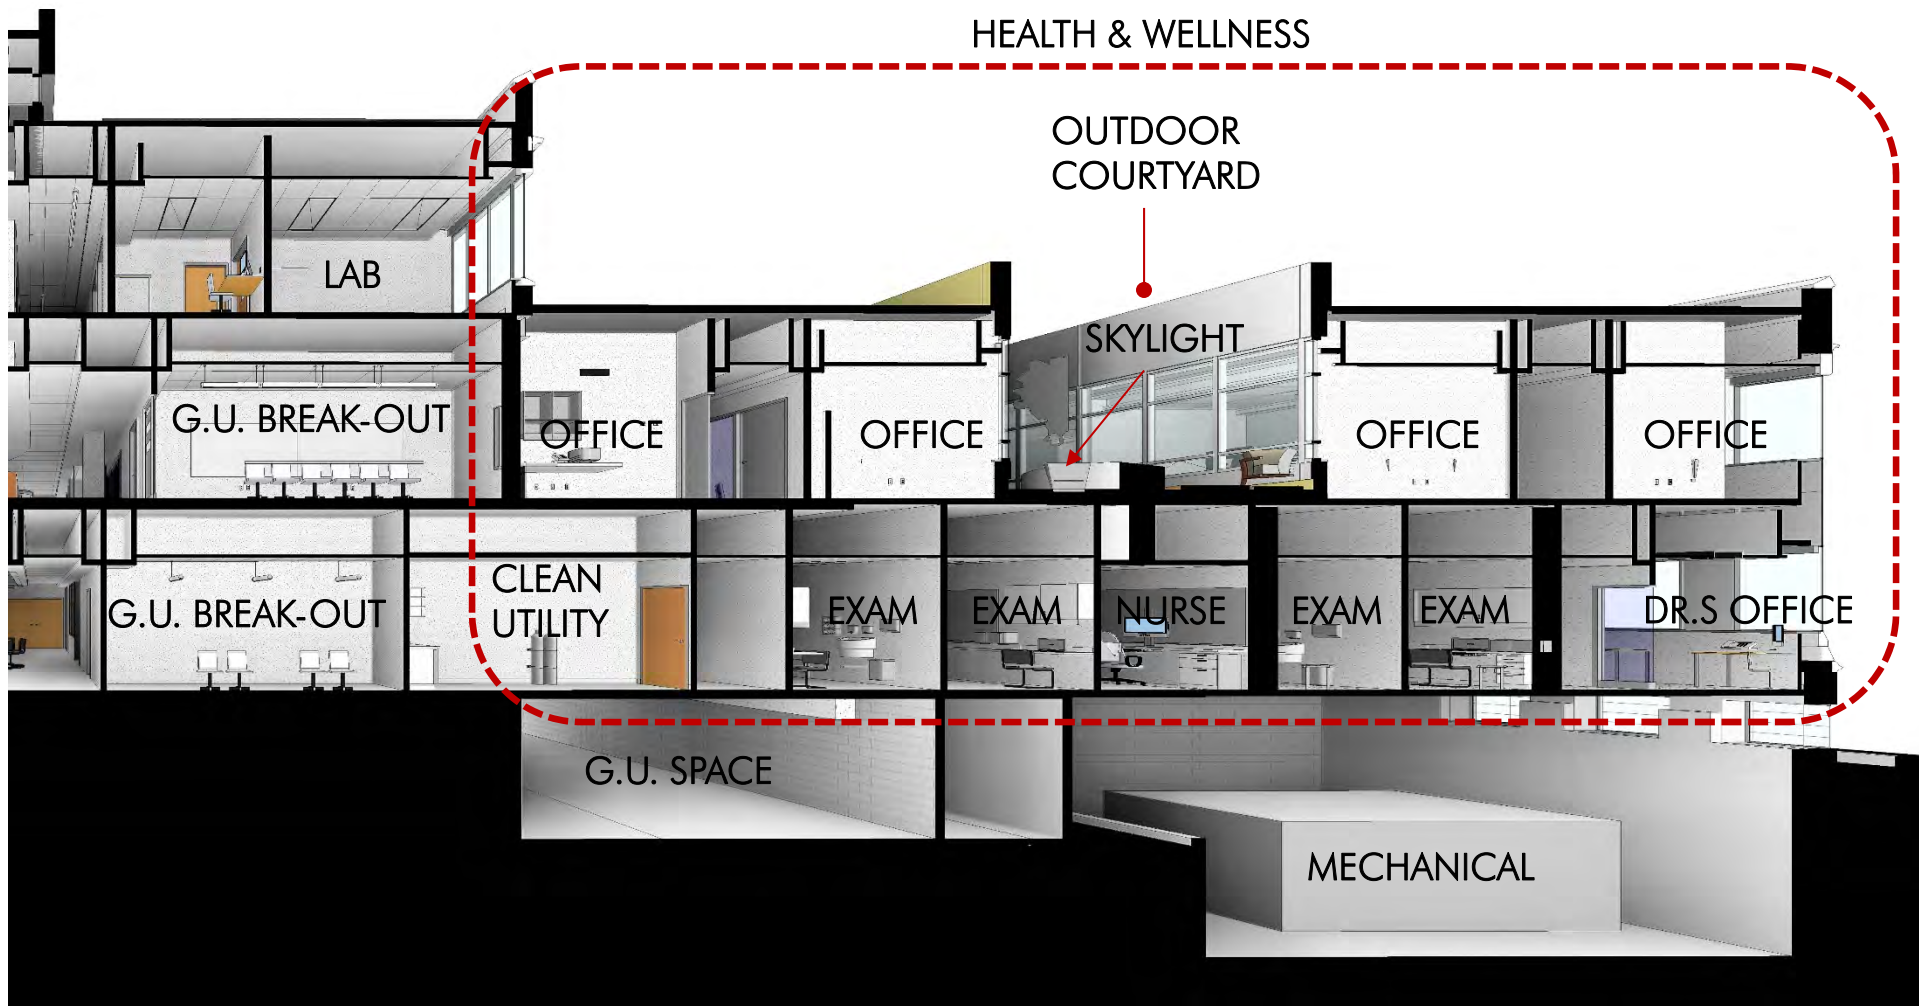 HEALTH & WELLNESS
OUTDOOR
COURTYARD
LAB
SKYLIGHT
G.U. BREAK-OUT
OFFICE
OFFICE
OFFICE
OFFICE
G.U. BREAK-OUT
CLEAN
UTILITY
EXAM
EXAM
NURSE
EXAM
EXAM
DR.S OFFICE
G.U. SPACE
MECHANICAL